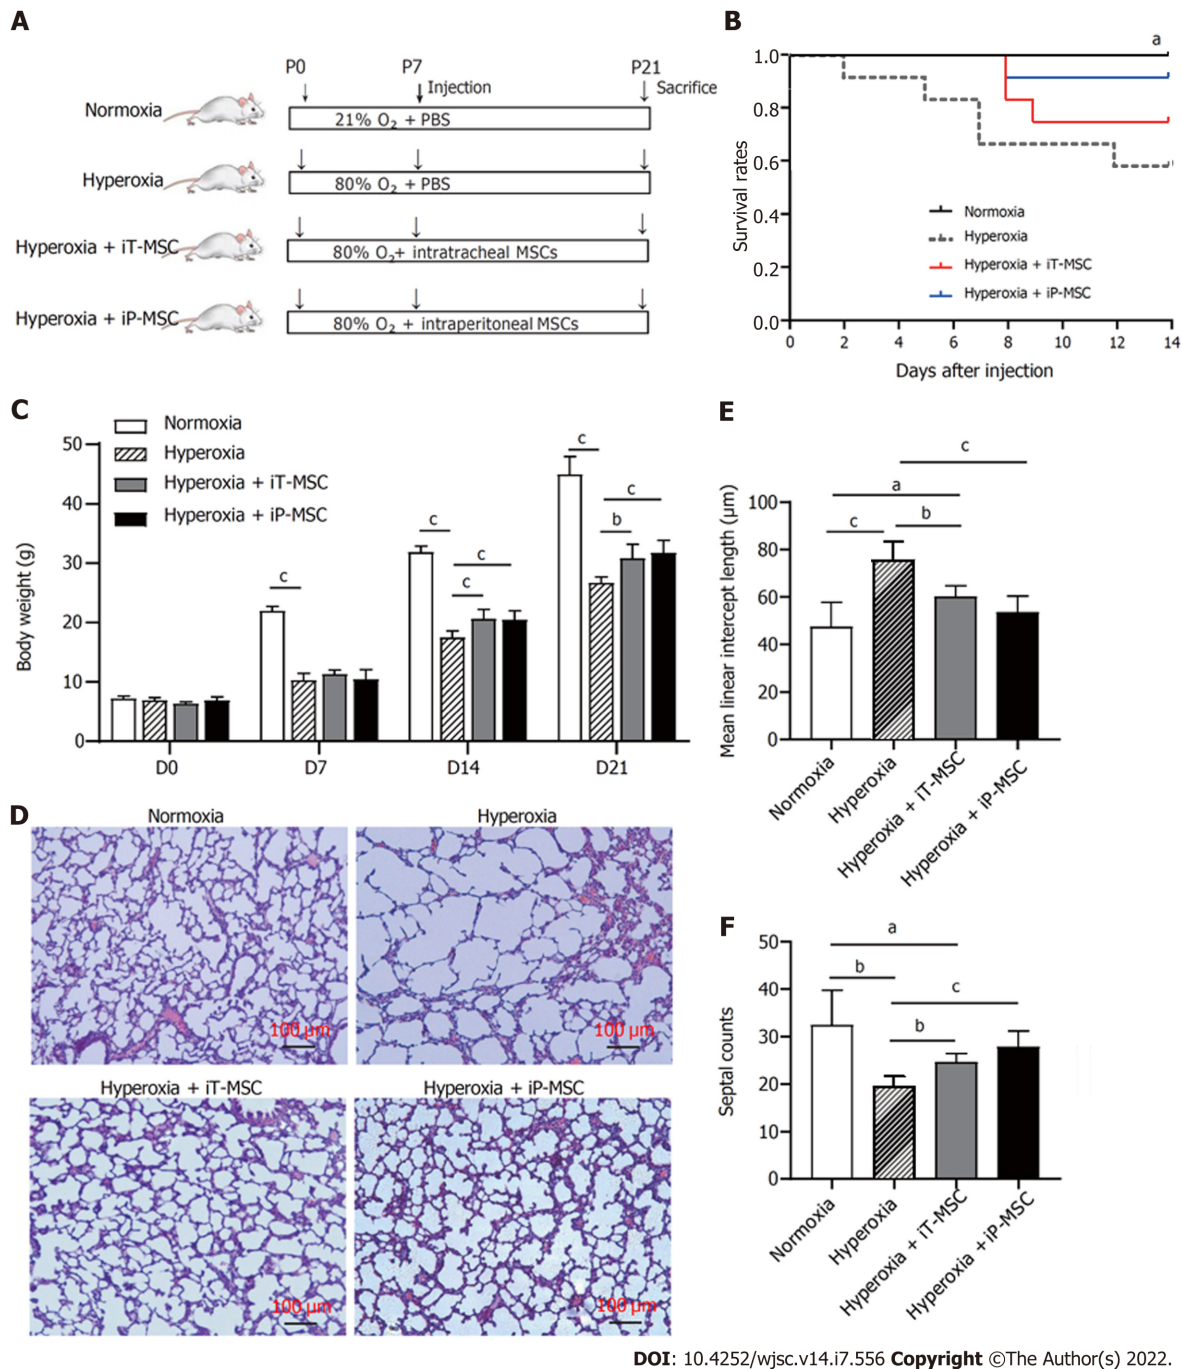 A
P0
P7
P21
Injection
Sacrifice
Normoxia
21% O₂ + PBS
Hyperoxia
80% O₂ + PBS
Hyperoxia + iT-MSC
80% O₂+ intratracheal MSCs
Hyperoxia + iP-MSC
80% O₂ + intraperitoneal MSCs
B
a
1.0
0.8
0.6
0.4
0.2
0.0
Survival rates
Normoxia
Hyperoxia
Hyperoxia + iT-MSC
Hyperoxia + iP-MSC
0 2 4 6 8 10 12 14
Days after injection
C
Normoxia
Hyperoxia
Hyperoxia + iT-MSC
Hyperoxia + iP-MSC
50
40
30
20
10
0
Body weight (g)
c
c
c
c
c
b
c
D0 D7 D14 D21
E
c
a
c b
100
80
60
40
20
0
Mean linear intercept length (μm)
Normoxia
Hyperoxia
Hyperoxia + iT-MSC
Hyperoxia + iP-MSC
D
Normoxia
100 μm
Hyperoxia
100 μm
Hyperoxia + iT-MSC
100 μm
Hyperoxia + iP-MSC
100 μm
F
a
b
c
b
50
40
30
20
10
0
Septal counts
Normoxia
Hyperoxia
Hyperoxia + iT-MSC
Hyperoxia + iP-MSC
DOI: 10.4252/wjsc.v14.i7.556 Copyright ©The Author(s) 2022.